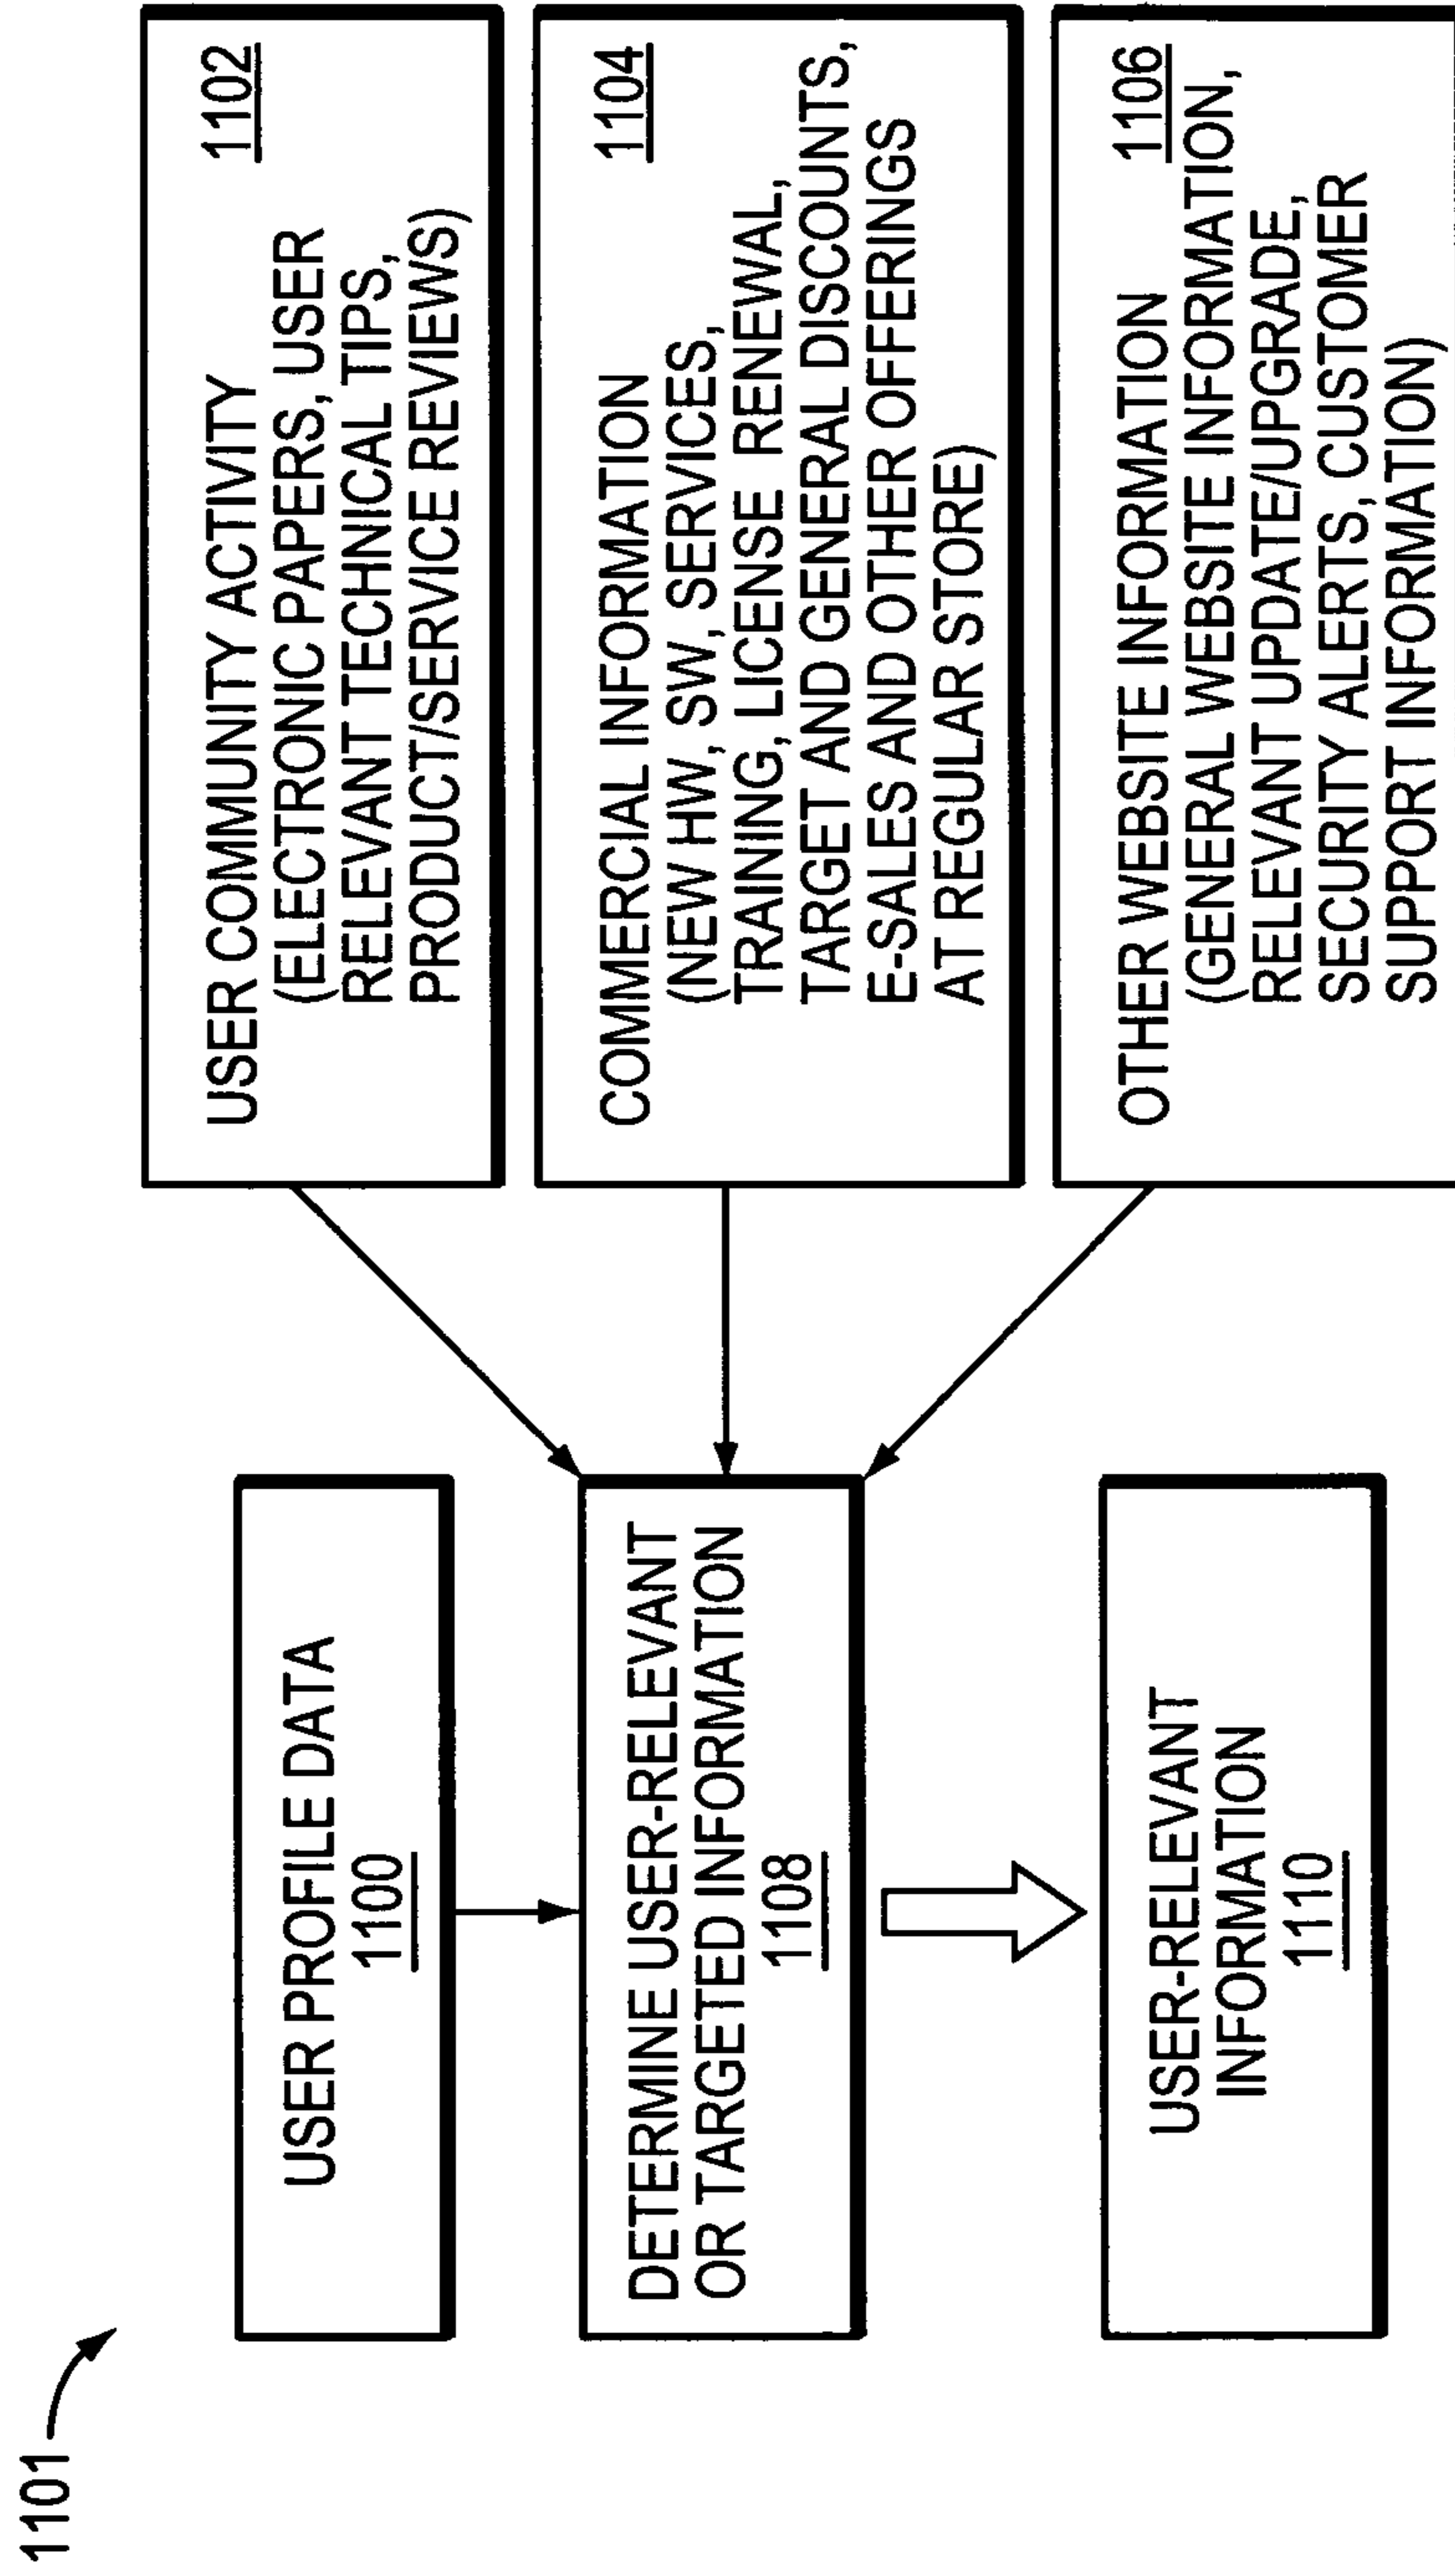 1101
USER PROFILE DATA
1100
DETERMINE USER-RELEVANT
OR TARGETED INFORMATION
1108
USER-RELEVANT
INFORMATION
1110
USER COMMUNITY ACTIVITY 1102
(ELECTRONIC PAPERS, USER
RELEVANT TECHNICAL TIPS,
PRODUCT/SERVICE REVIEWS)
COMMERCIAL INFORMATION 1104
(NEW HW, SW, SERVICES,
TRAINING, LICENSE RENEWAL,
TARGET AND GENERAL DISCOUNTS,
E-SALES AND OTHER OFFERINGS
AT REGULAR STORE)
OTHER WEBSITE INFORMATION 1106
(GENERAL WEBSITE INFORMATION,
RELEVANT UPDATE/UPGRADE,
SECURITY ALERTS, CUSTOMER
SUPPORT INFORMATION)